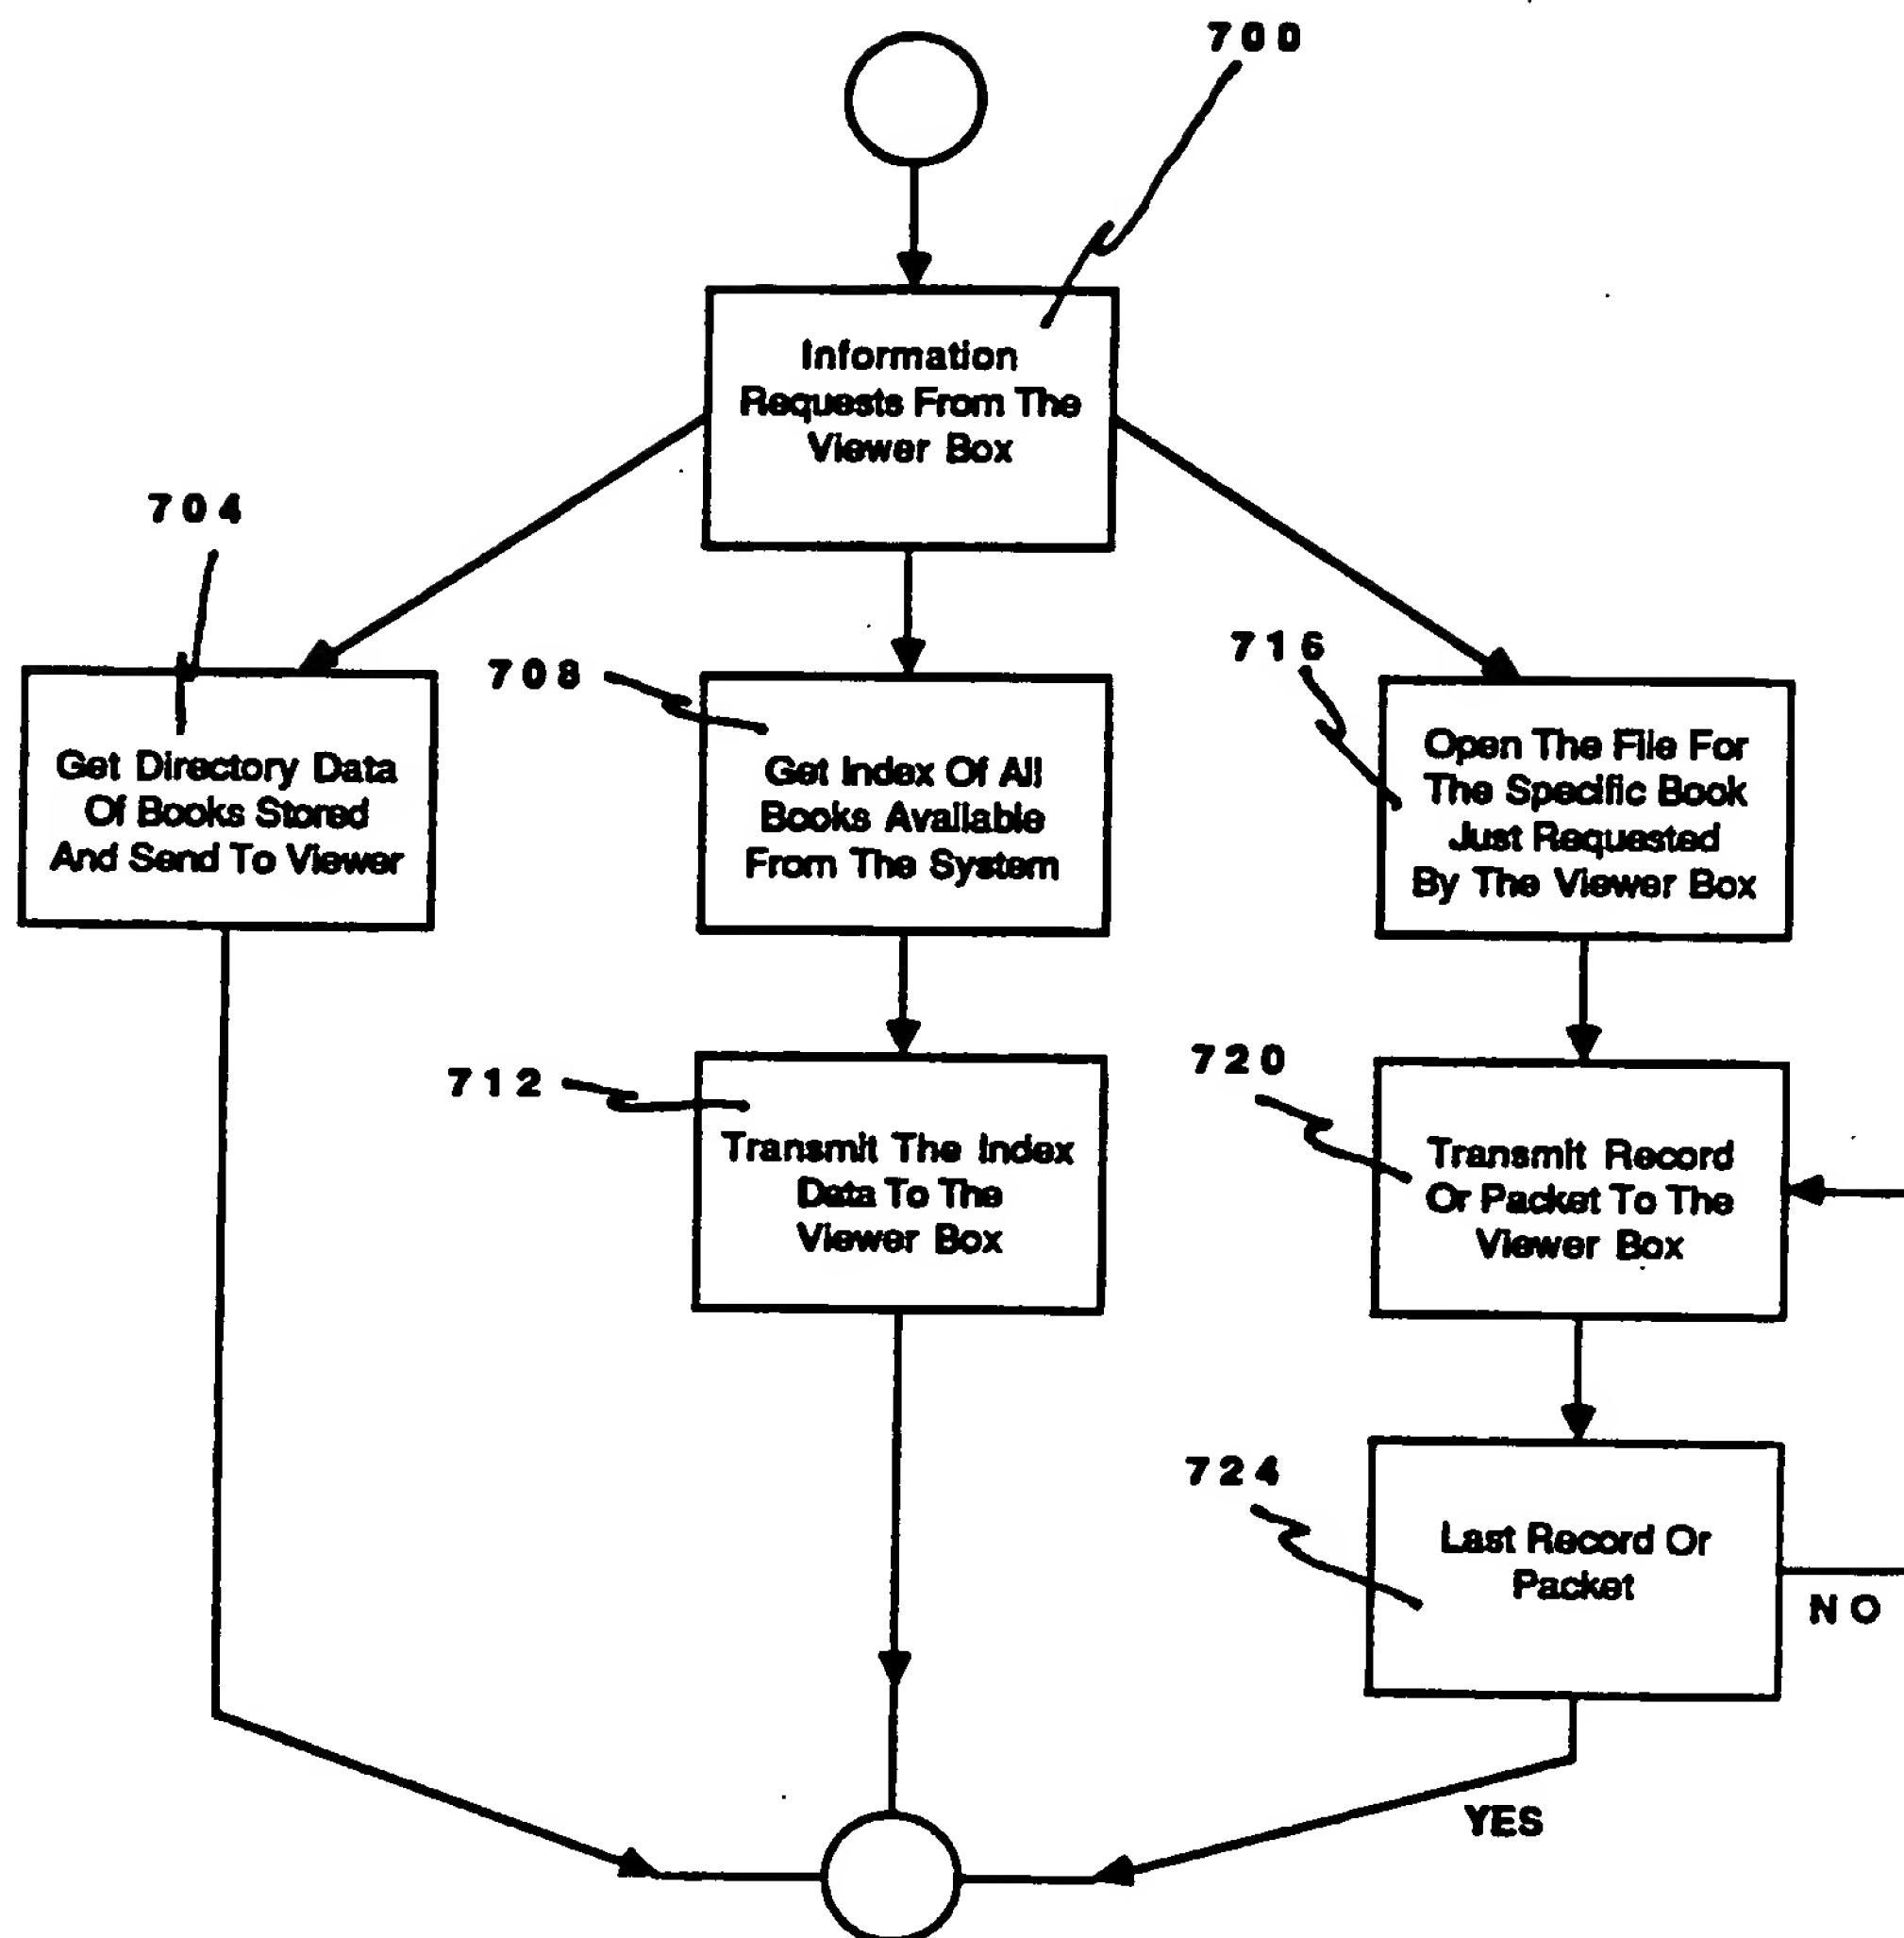 700
Information
Requests From The
Viewer Box
704
Get Directory Data
Of Books Stored
And Send To Viewer
708
Get Index Of All
Books Available
From The System
716
Open The File For
The Specific Book
Just Requested
By The Viewer Box
712
Transmit The Index
Data To The
Viewer Box
720
Transmit Record
Or Packet To The
Viewer Box
724
Last Record Or
Packet
NO
YES